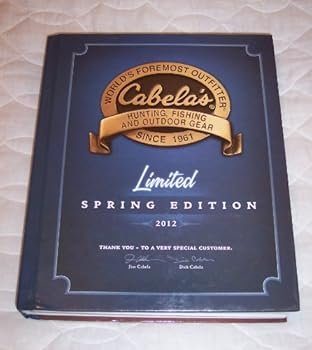 WORLD'S FOREMOST OUTFITTER
Cabela's®
HUNTING, FISHING
AND OUTDOOR GEAR
SINCE 1961
Limited
SPRING EDITION
2012
THANK YOU - TO A VERY SPECIAL CUSTOMER.
Jim Cabela Dick Cabela